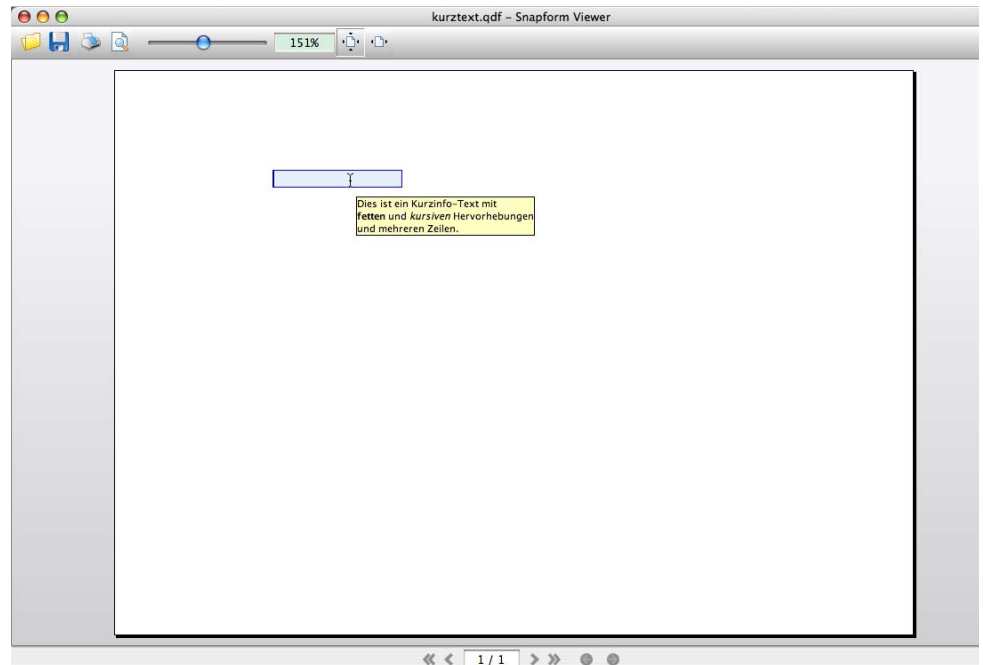 kurztext.qdf – Snapform Viewer
151%
Dies ist ein Kurzinfo-Text mit
fetten und kursiven Hervorhebungen
und mehreren Zeilen.
1 / 1